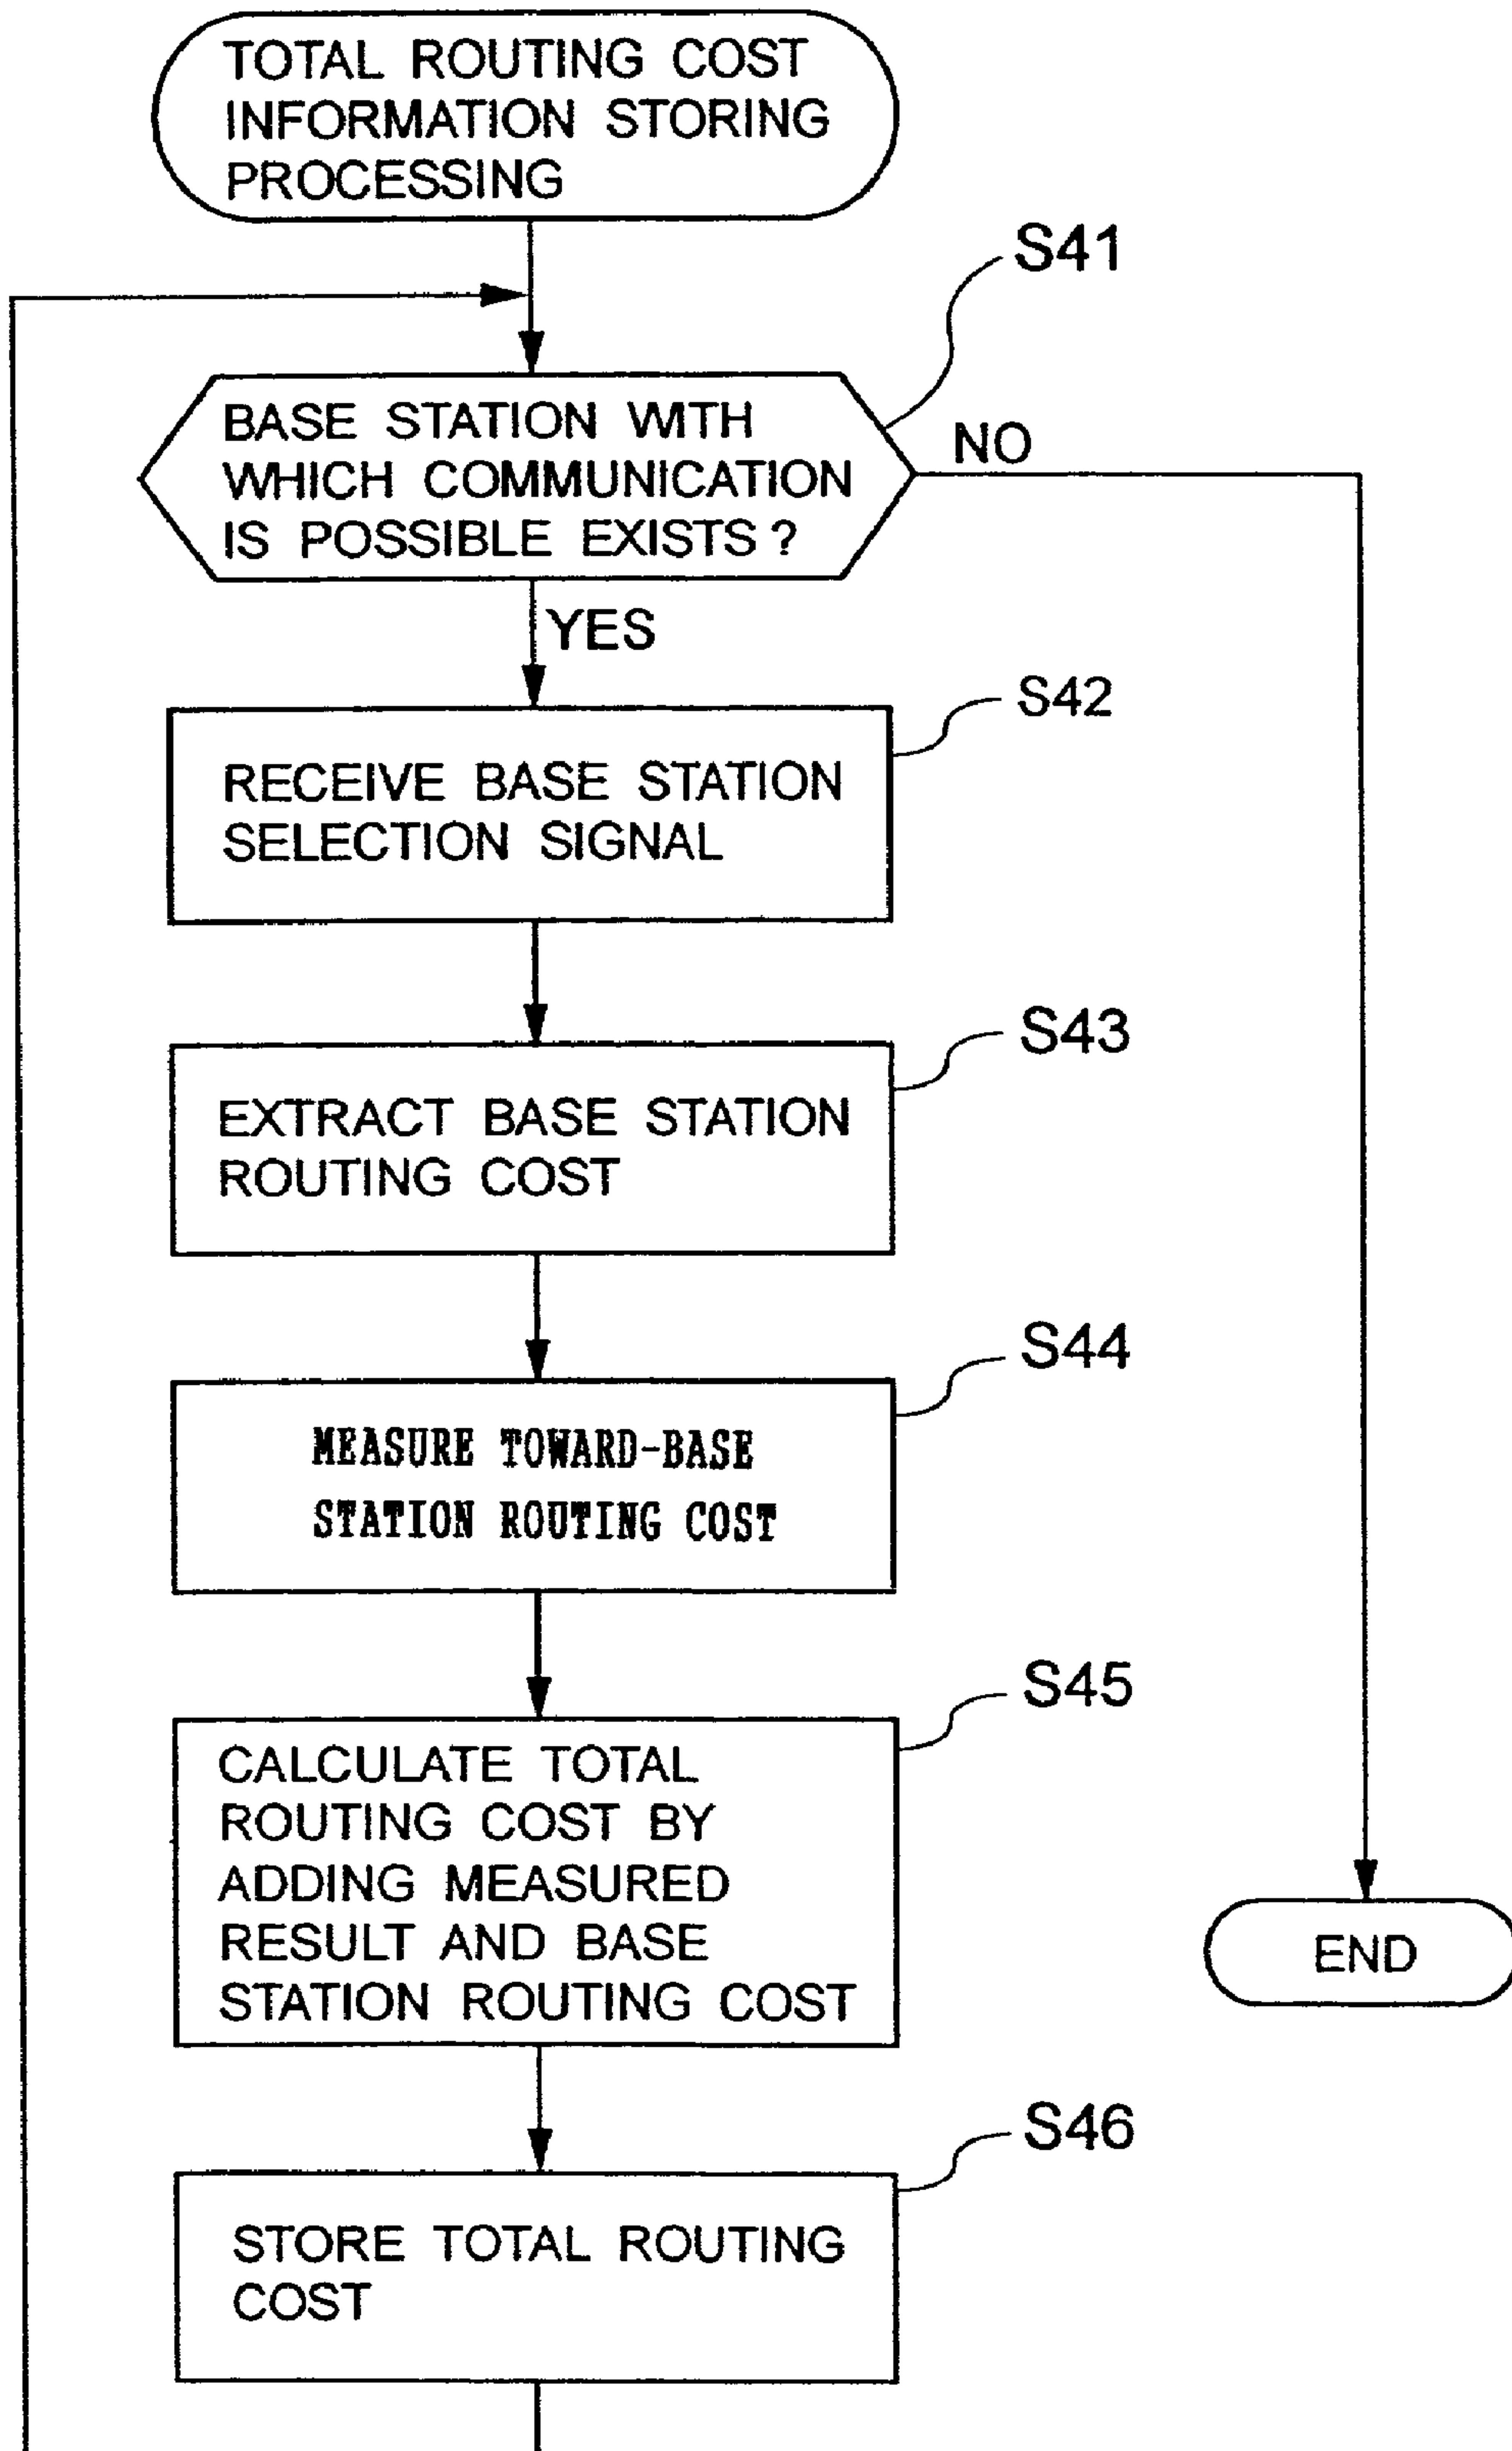 TOTAL ROUTING COST
INFORMATION STORING
PROCESSING
S41
BASE STATION WITH
WHICH COMMUNICATION
IS POSSIBLE EXISTS?
NO
YES
S42
RECEIVE BASE STATION
SELECTION SIGNAL
S43
EXTRACT BASE STATION
ROUTING COST
S44
MEASURE TOWARD-BASE
STATION ROUTING COST
S45
CALCULATE TOTAL
ROUTING COST BY
ADDING MEASURED
RESULT AND BASE
STATION ROUTING COST
END
S46
STORE TOTAL ROUTING
COST